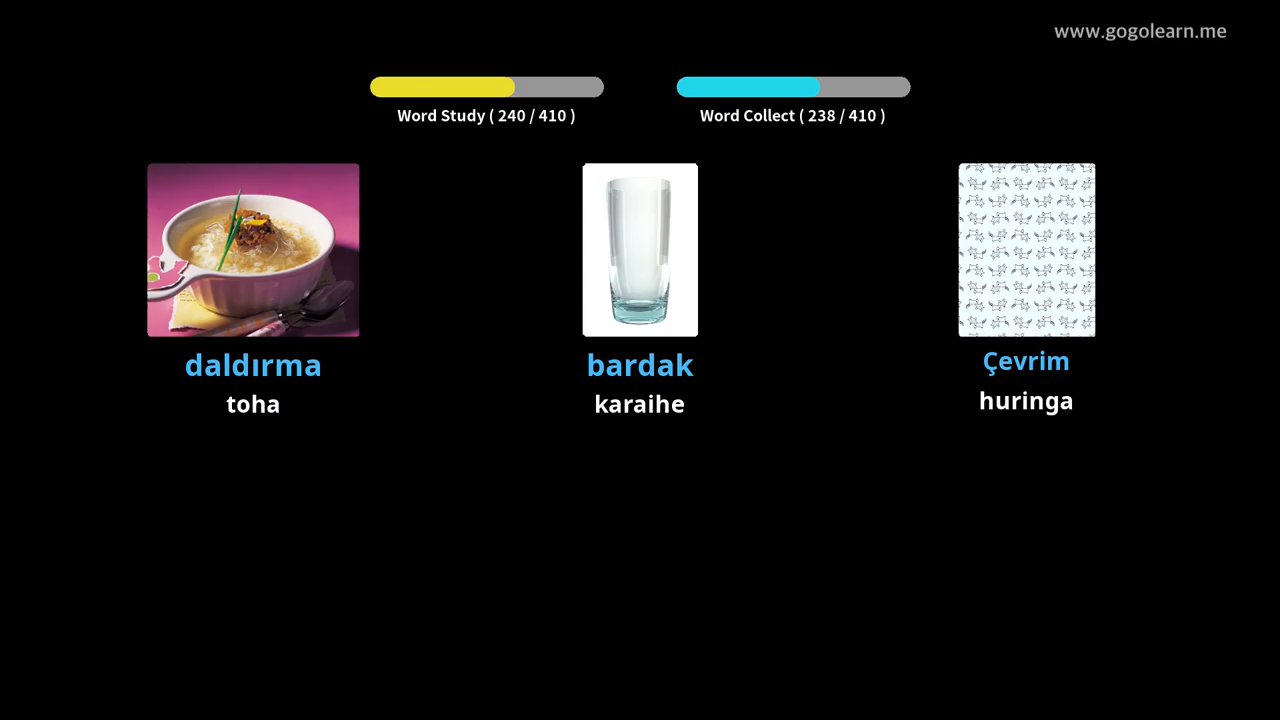 www.gogolearn.me
Word Study ( 240 / 410 )
Word Collect ( 238 / 410 )
daldırma
toha
bardak
karaihe
Çevrim
huringa